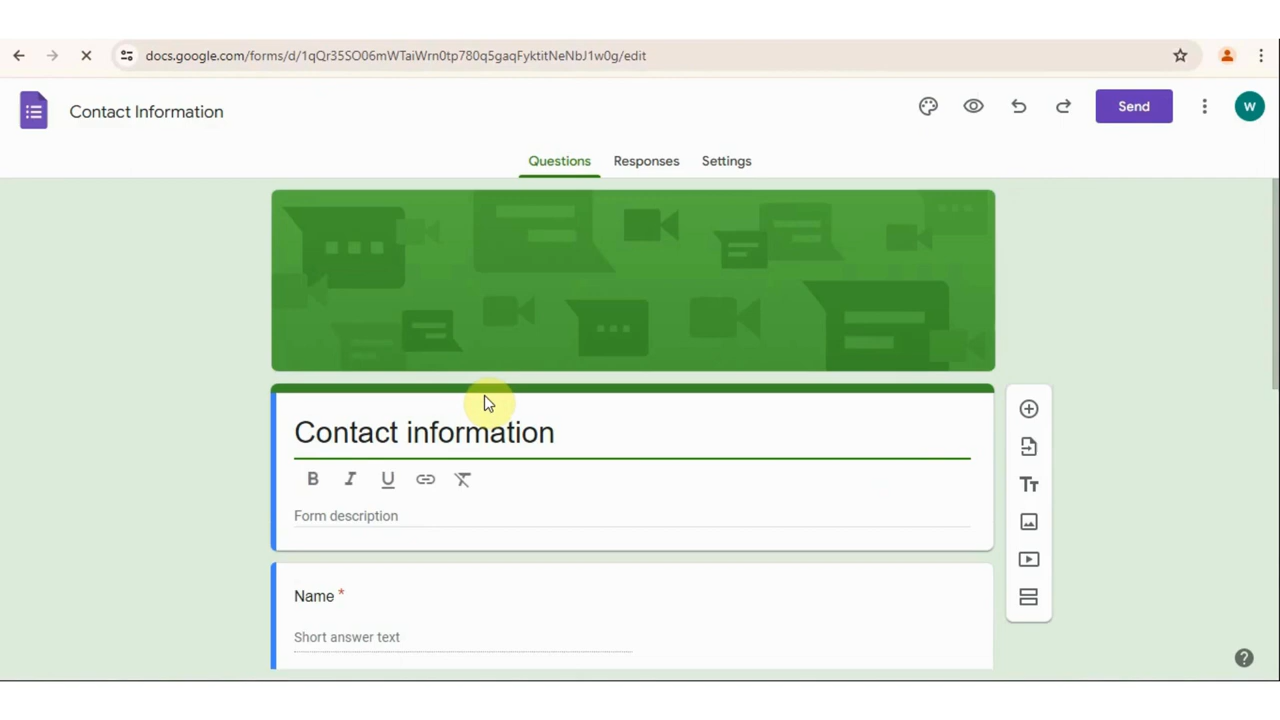 docs.google.com/forms/d/1qQr35SO06mWTaiWrn0tp780q5gaqFyktitNeNbJ1w0g/edit
Contact Information
Send
W
Questions Responses Settings
Contact information
B I U
Form description
Tт
Name *
Short answer text